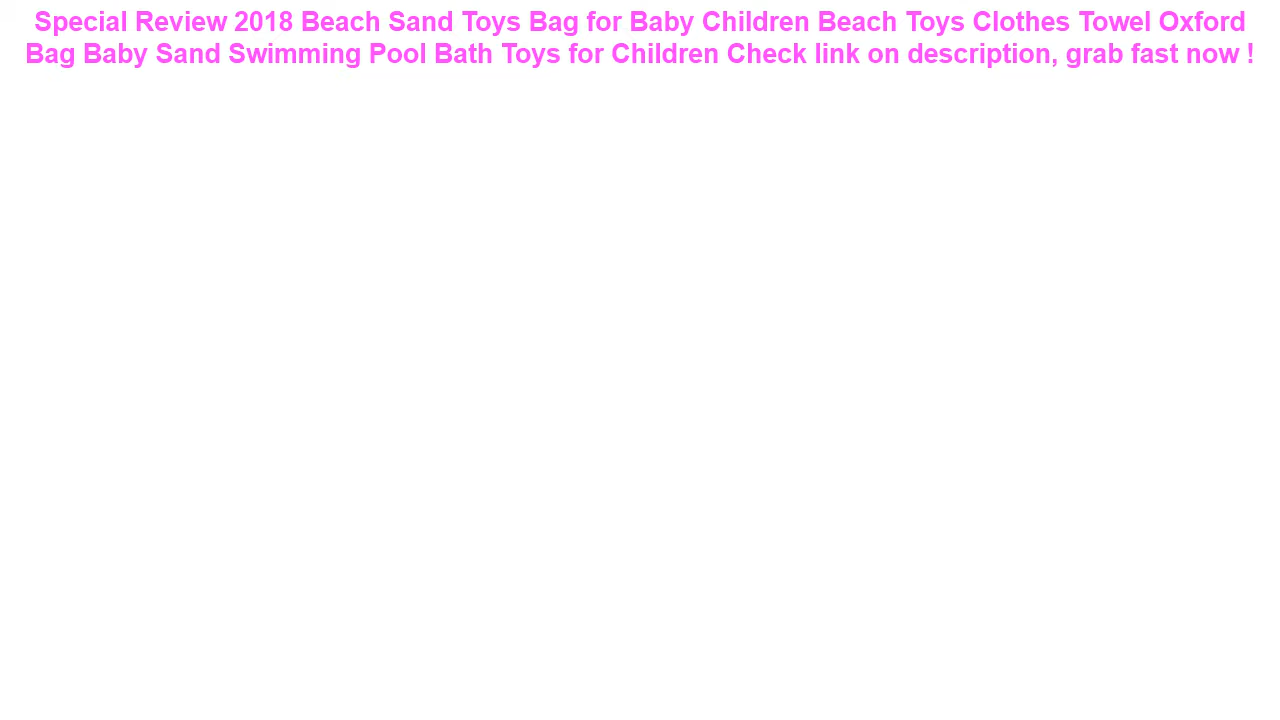 Special Review 2018 Beach Sand Toys Bag for Baby Children Beach Toys Clothes Towel Oxford
Bag Baby Sand Swimming Pool Bath Toys for Children Check link on description, grab fast now !